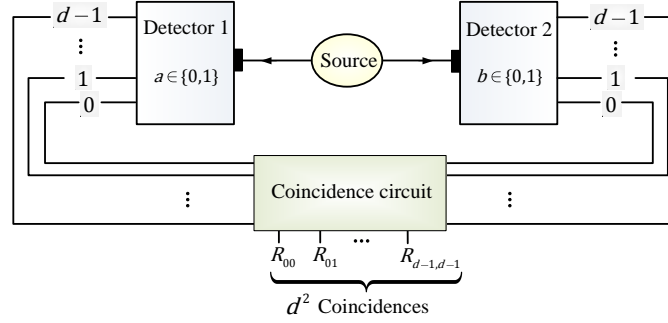 d−1
⋮
1
0
Detector 1
a∈{0,1}
Source
Detector 2
b∈{0,1}
d−1
⋮
1
0
Coincidence circuit
⋮
⋮
R₀₀ R₀₁ ... R_{d−1,d−1}
d² Coincidences